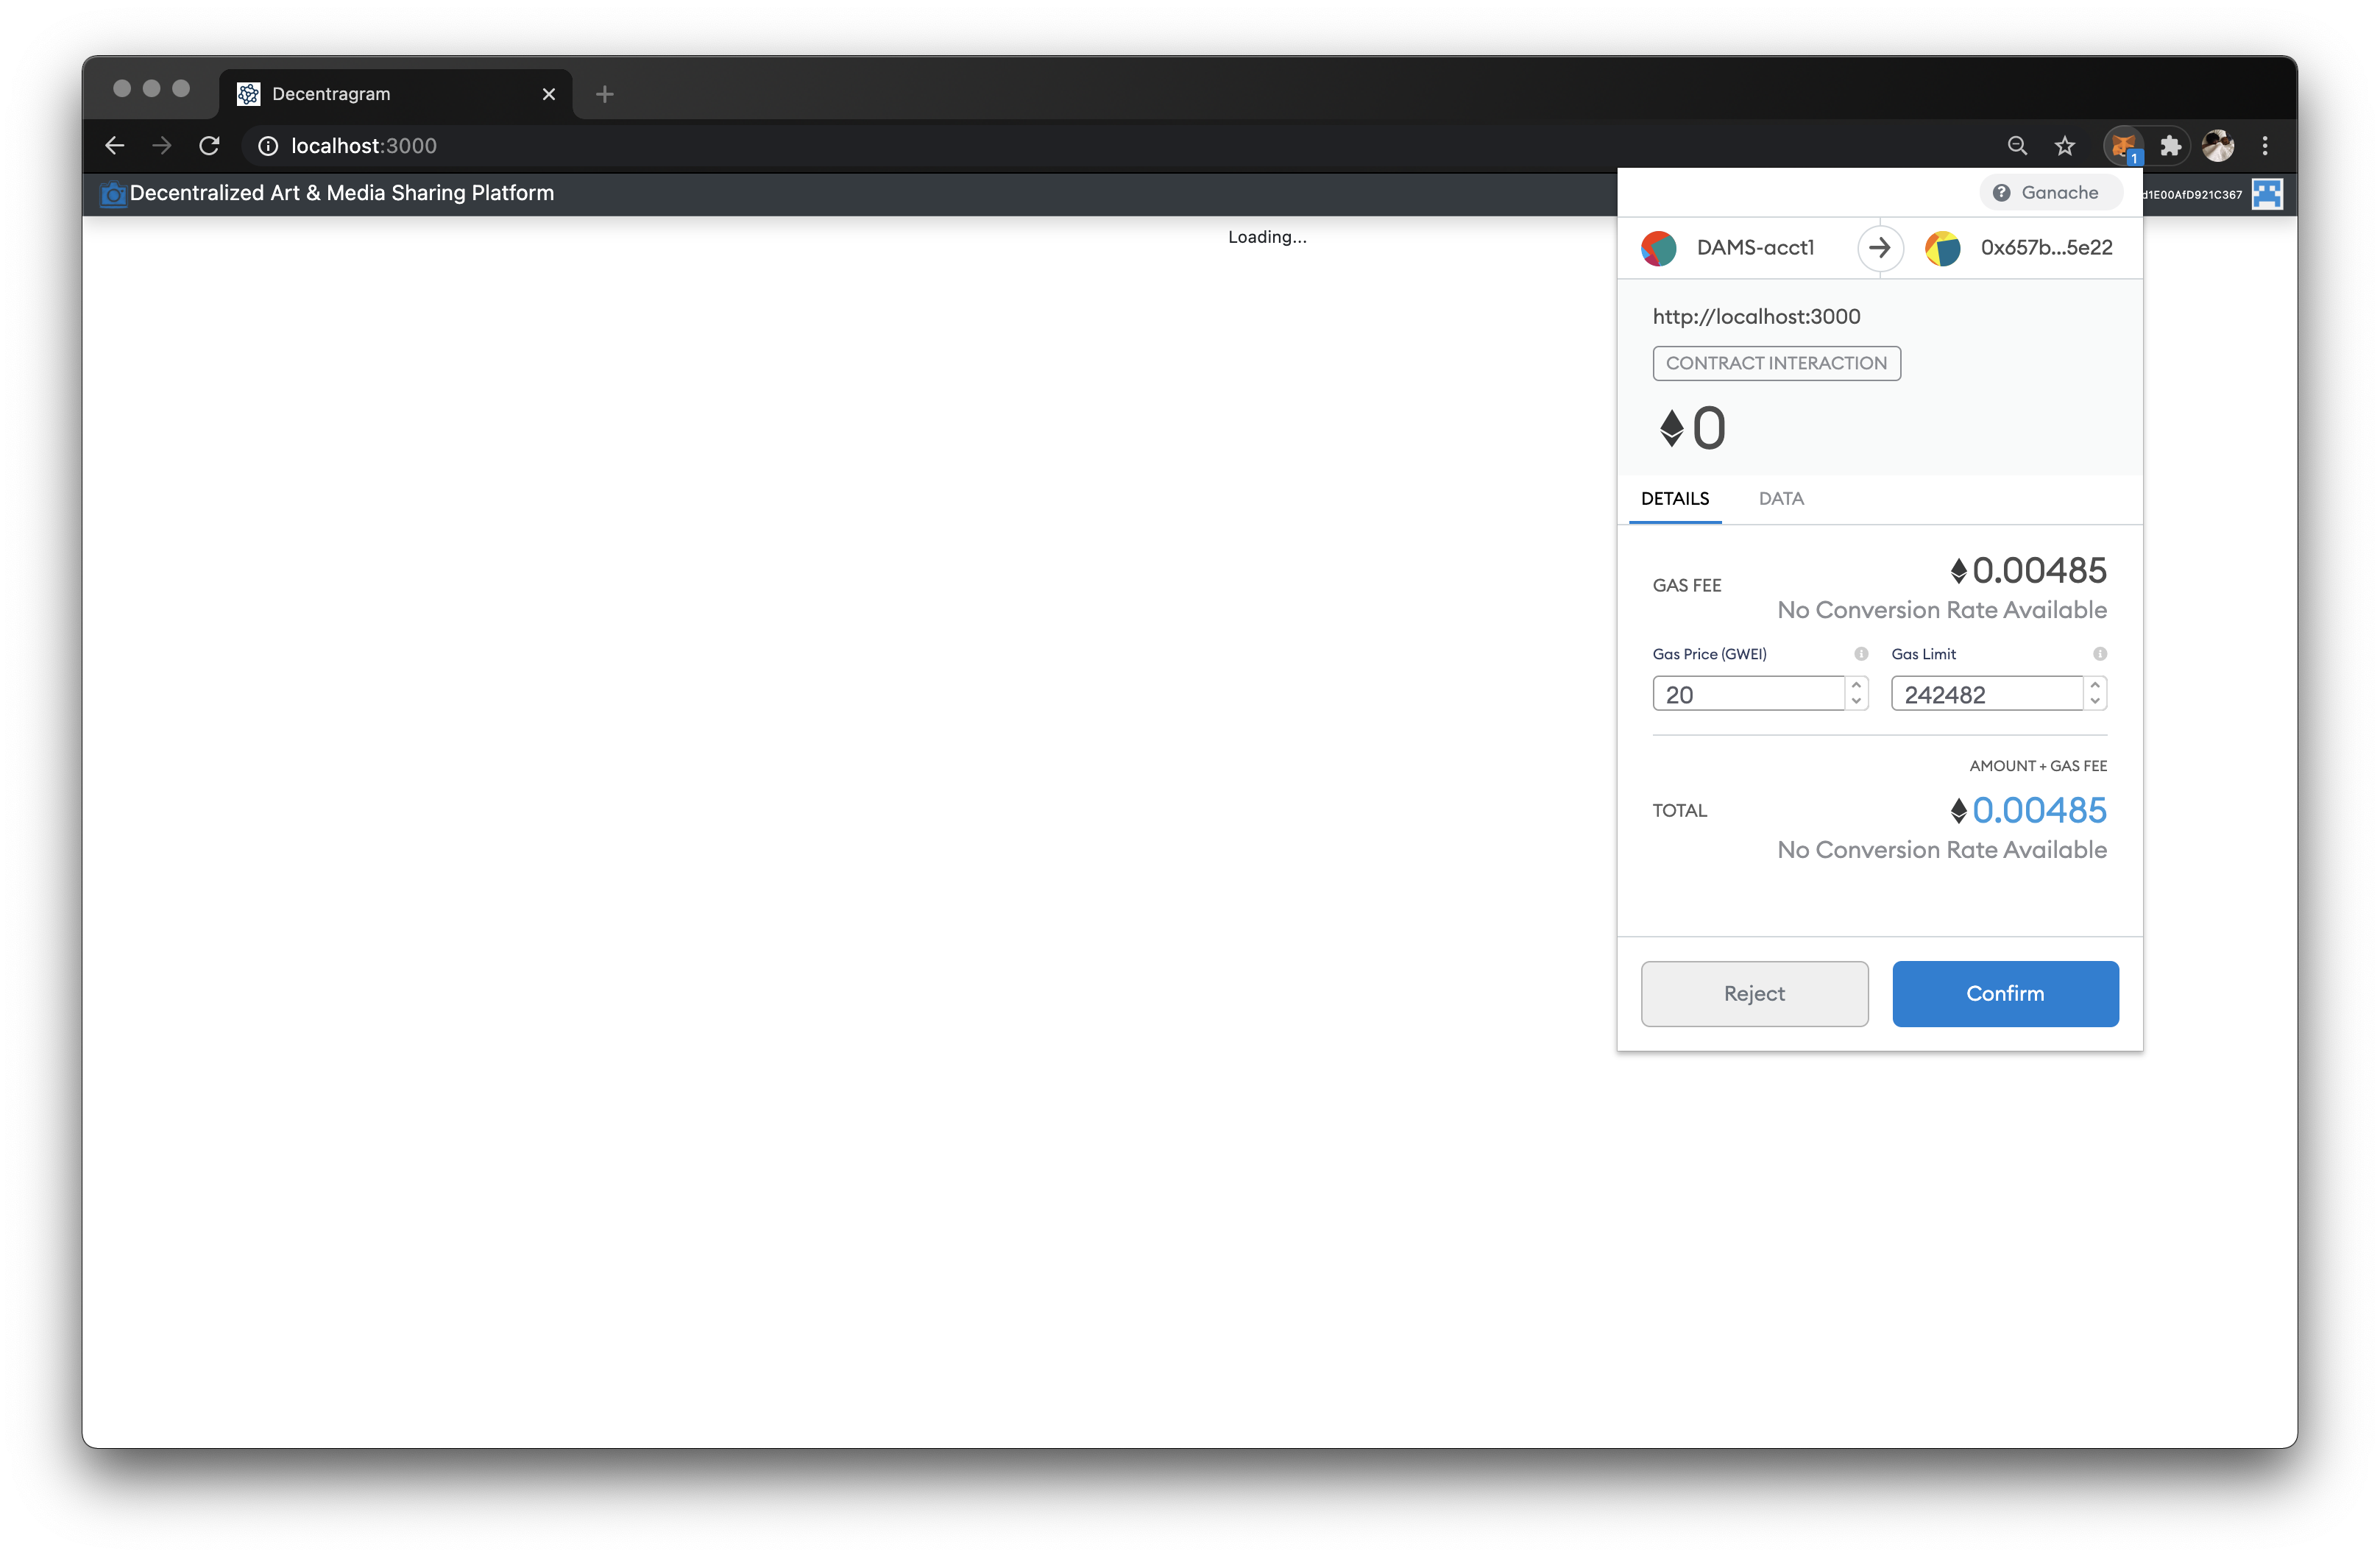 Decentragram
localhost:3000
1
Decentralized Art & Media Sharing Platform
d1E00AfD921C367
Loading...
Ganache
DAMS-acct1
0x657b...5e22
http://localhost:3000
CONTRACT INTERACTION
0
DETAILS
DATA
GAS FEE
0.00485
No Conversion Rate Available
Gas Price (GWEI)
Gas Limit
20
242482
AMOUNT + GAS FEE
TOTAL
0.00485
No Conversion Rate Available
Reject
Confirm